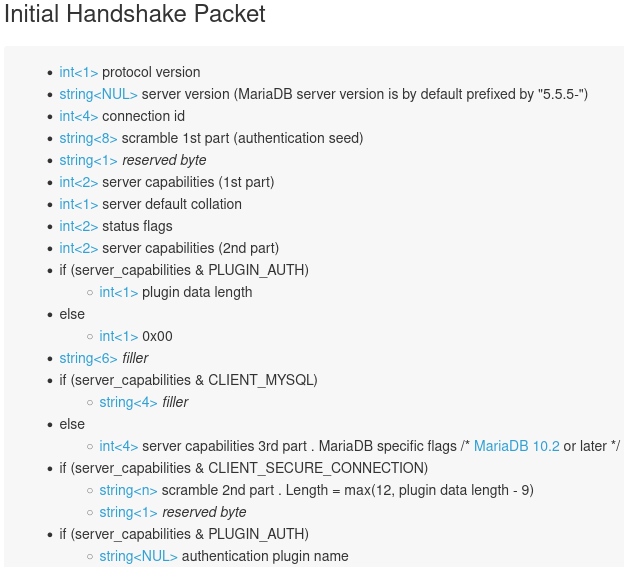 Initial Handshake Packet
• int<1> protocol version
• string<NUL> server version (MariaDB server version is by default prefixed by "5.5.5-")
• int<4> connection id
• string<8> scramble 1st part (authentication seed)
• string<1> reserved byte
• int<2> server capabilities (1st part)
• int<1> server default collation
• int<2> status flags
• int<2> server capabilities (2nd part)
• if (server_capabilities & PLUGIN_AUTH)
○ int<1> plugin data length
• else
○ int<1> 0x00
• string<6> filler
• if (server_capabilities & CLIENT_MYSQL)
○ string<4> filler
• else
○ int<4> server capabilities 3rd part . MariaDB specific flags /* MariaDB 10.2 or later */
• if (server_capabilities & CLIENT_SECURE_CONNECTION)
○ string<n> scramble 2nd part . Length = max(12, plugin data length - 9)
○ string<1> reserved byte
• if (server_capabilities & PLUGIN_AUTH)
○ string<NUL> authentication plugin name